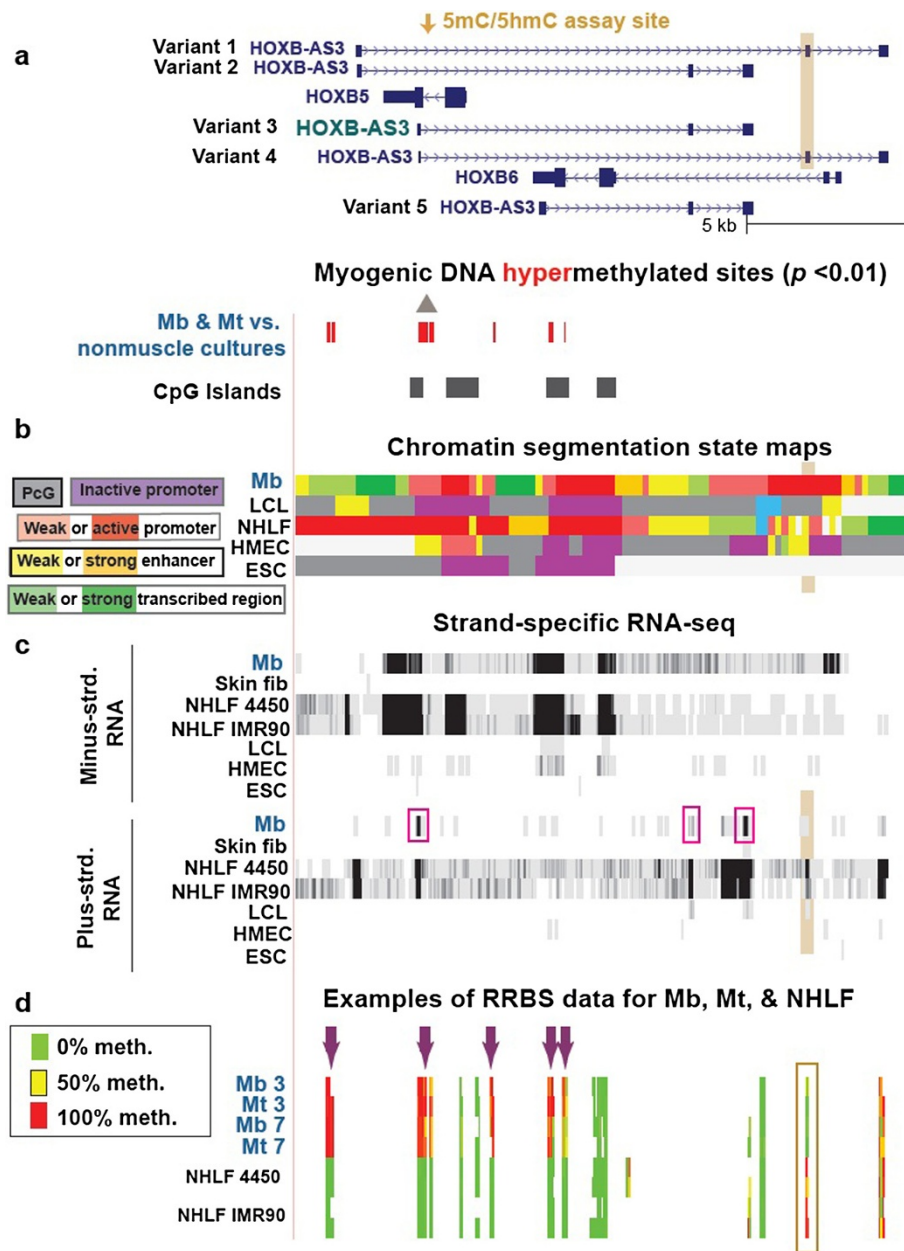 5mC/5hmC assay site
a
Variant 1 HOXB-AS3
Variant 2 HOXB-AS3
HOXB5
Variant 3 HOXB-AS3
Variant 4 HOXB-AS3
HOXB6
Variant 5 HOXB-AS3
5 kb
Myogenic DNA hypermethylated sites (p <0.01)
Mb & Mt vs.
nonmuscle cultures
CpG Islands
b
Chromatin segmentation state maps
PcG Inactive promoter
Weak or active promoter
Weak or strong enhancer
Weak or strong transcribed region
Mb
LCL
NHLF
HMEC
ESC
Strand-specific RNA-seq
c
Minus-strd.
RNA
Mb
Skin fib
NHLF 4450
NHLF IMR90
LCL
HMEC
ESC
Plus-strd.
RNA
Mb
Skin fib
NHLF 4450
NHLF IMR90
LCL
HMEC
ESC
d
Examples of RRBS data for Mb, Mt, & NHLF
0% meth.
50% meth.
100% meth.
Mb 3
Mt 3
Mb 7
Mt 7
NHLF 4450
NHLF IMR90